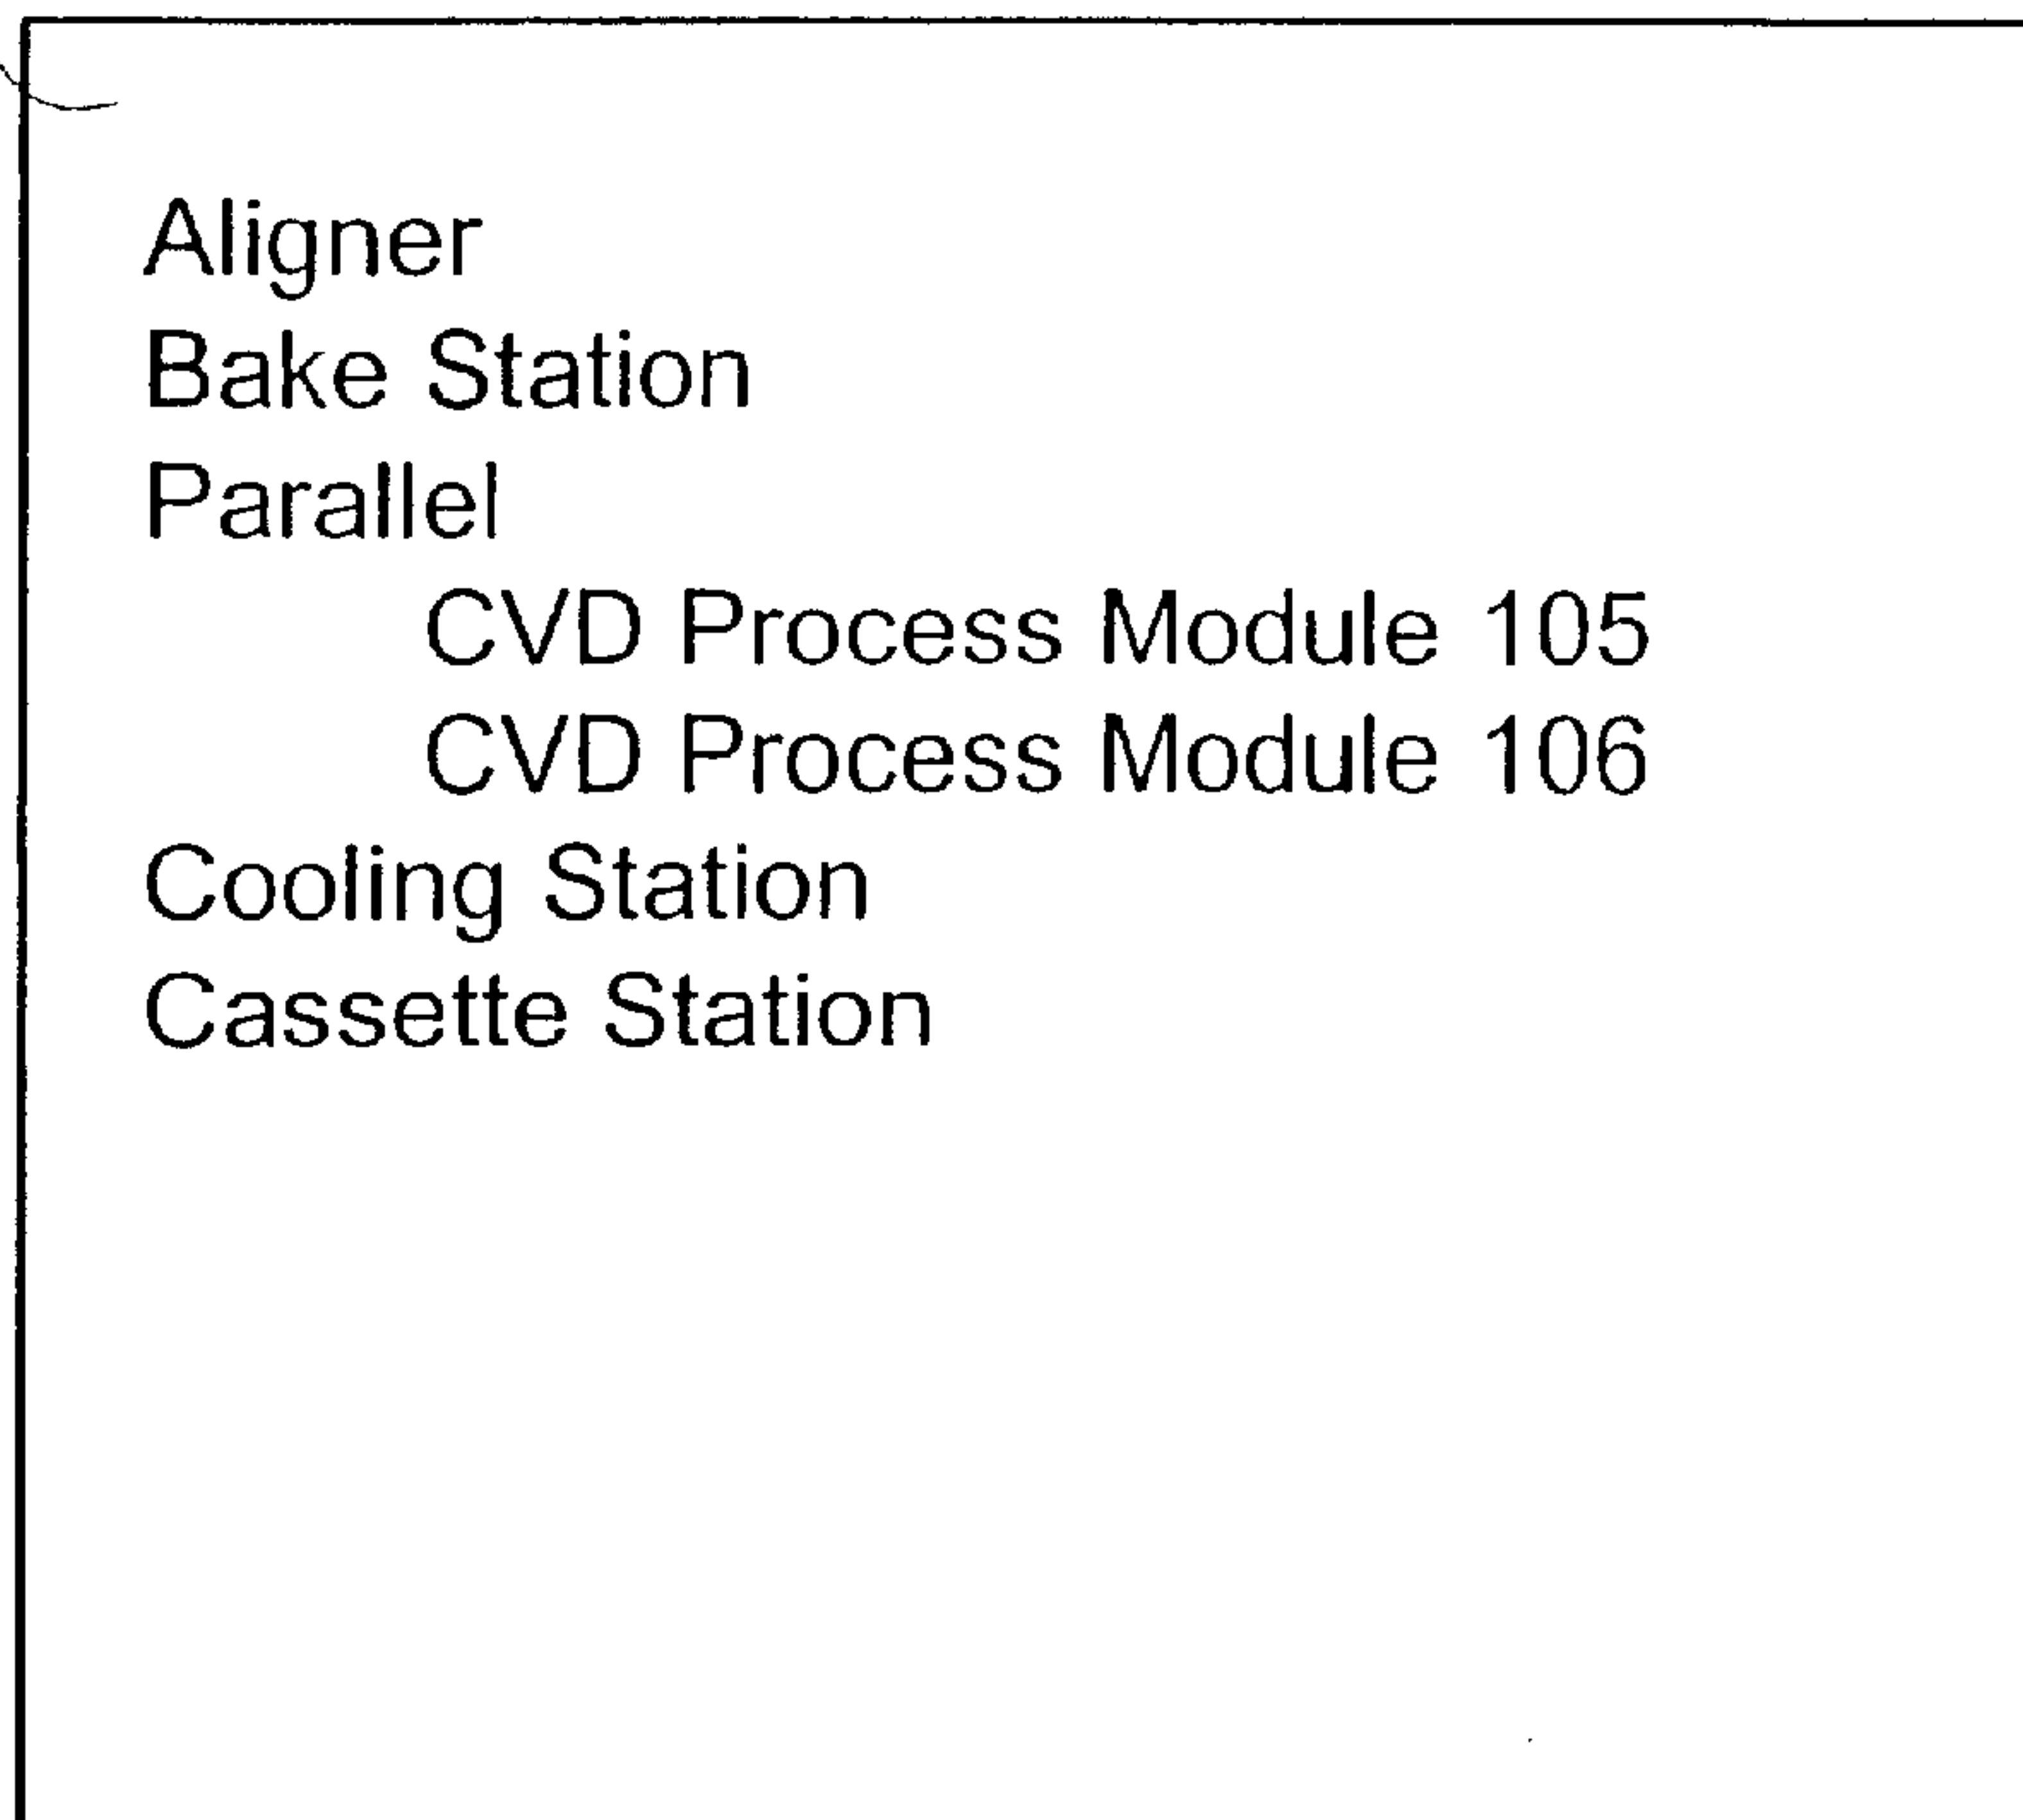 Aligner
Bake Station
Parallel
CVD Process Module 105
CVD Process Module 106
Cooling Station
Cassette Station